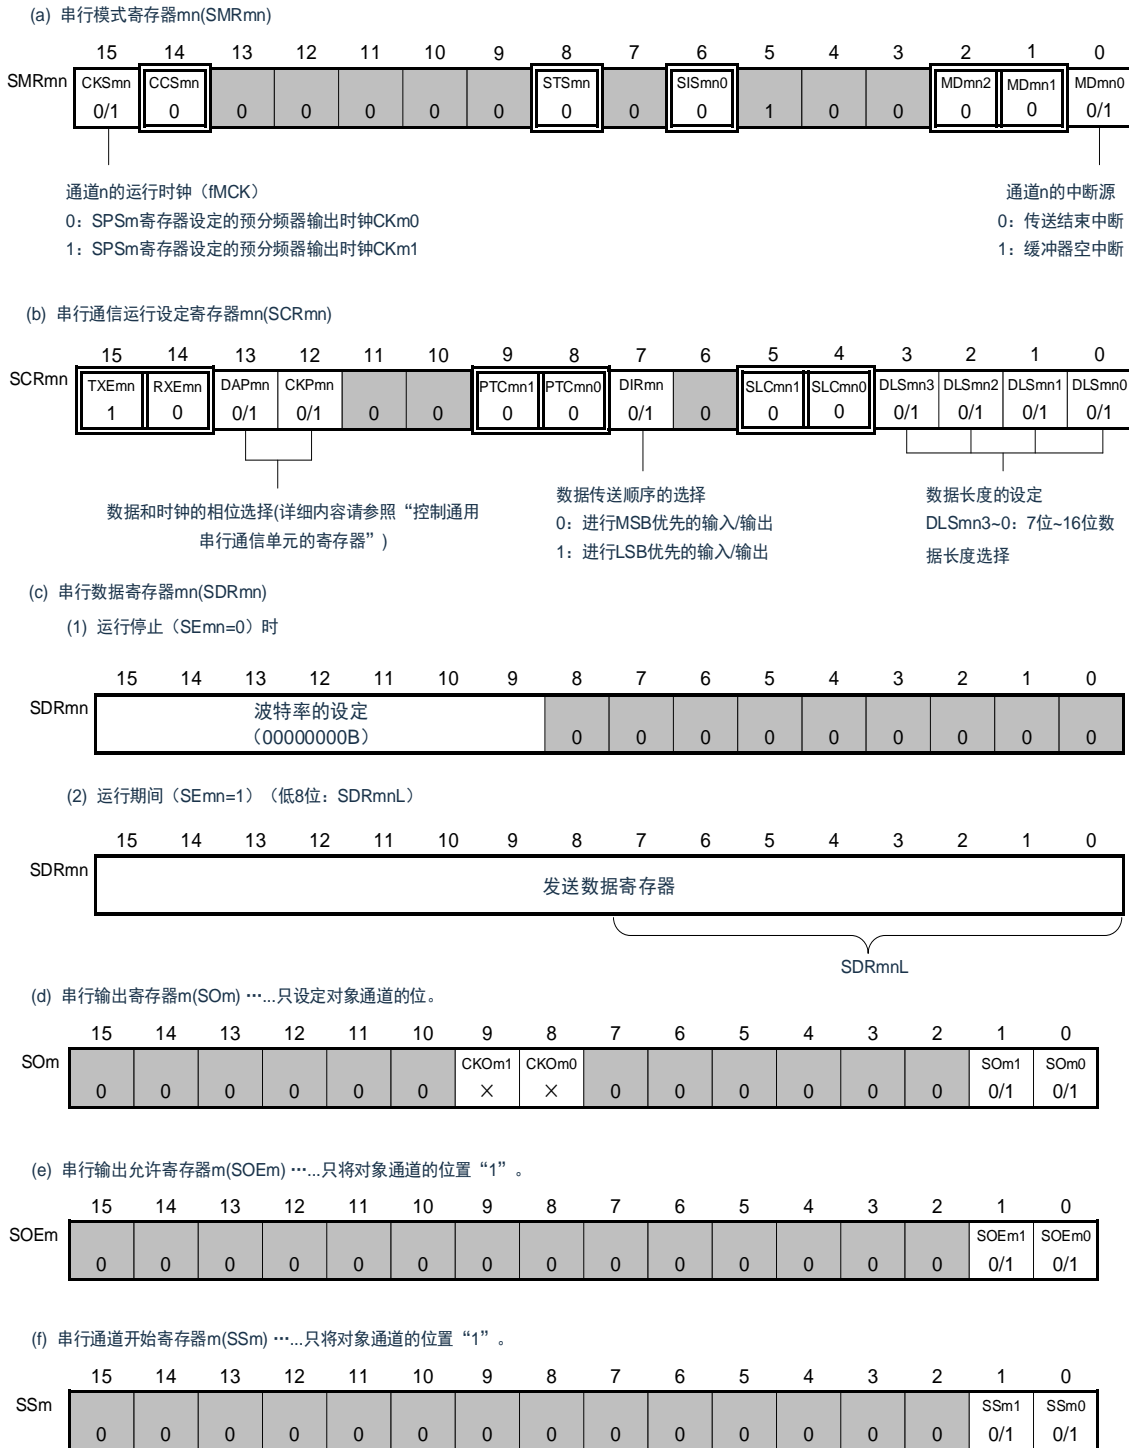 (a) 串行模式寄存器mn(SMRmn)
15 14 13 12 11 10 9 8 7 6 5 4 3 2 1 0
SMRmn CKSmn CCSmn STSmn SISmn0 MDmn2 MDmn1 MDmn0
0/1 0 0 0 0 0 0 0 0 0 1 0 0 0 0 0/1
通道n的运行时钟（fMCK） 通道n的中断源
0：SPSm寄存器设定的预分频器输出时钟CKm0 0：传送结束中断
1：SPSm寄存器设定的预分频器输出时钟CKm1 1：缓冲器空中断
(b) 串行通信运行设定寄存器mn(SCRmn)
15 14 13 12 11 10 9 8 7 6 5 4 3 2 1 0
SCRmn TXEmn RXEmn DAPmn CKPmn PTCmn1 PTCmn0 DIRmn SLCmn1 SLCmn0 DLSmn3 DLSmn2 DLSmn1 DLSmn0
1 0 0/1 0/1 0 0 0 0 0/1 0 0 0 0/1 0/1 0/1 0/1
数据和时钟的相位选择(详细内容请参照“控制通用
串行通信单元的寄存器”)
数据传送顺序的选择
0：进行MSB优先的输入/输出
1：进行LSB优先的输入/输出
数据长度的设定
DLSmn3~0：7位~16位数
据长度选择
(c) 串行数据寄存器mn(SDRmn)
(1) 运行停止（SEmn=0）时
15 14 13 12 11 10 9 8 7 6 5 4 3 2 1 0
SDRmn 波特率的设定
（00000000B） 0 0 0 0 0 0 0 0 0
(2) 运行期间（SEmn=1）（低8位：SDRmnL）
15 14 13 12 11 10 9 8 7 6 5 4 3 2 1 0
SDRmn 发送数据寄存器
SDRmnL
(d) 串行输出寄存器m(SOm) ⋯...只设定对象通道的位。
15 14 13 12 11 10 9 8 7 6 5 4 3 2 1 0
SOm CKOm1 CKOm0 SOm1 SOm0
0 0 0 0 0 0 × × 0 0 0 0 0 0 0/1 0/1
(e) 串行输出允许寄存器m(SOEm) ⋯...只将对象通道的位置“1”。
15 14 13 12 11 10 9 8 7 6 5 4 3 2 1 0
SOEm SOEm1 SOEm0
0 0 0 0 0 0 0 0 0 0 0 0 0 0 0/1 0/1
(f) 串行通道开始寄存器m(SSm) ⋯...只将对象通道的位置“1”。
15 14 13 12 11 10 9 8 7 6 5 4 3 2 1 0
SSm SSm1 SSm0
0 0 0 0 0 0 0 0 0 0 0 0 0 0 0/1 0/1